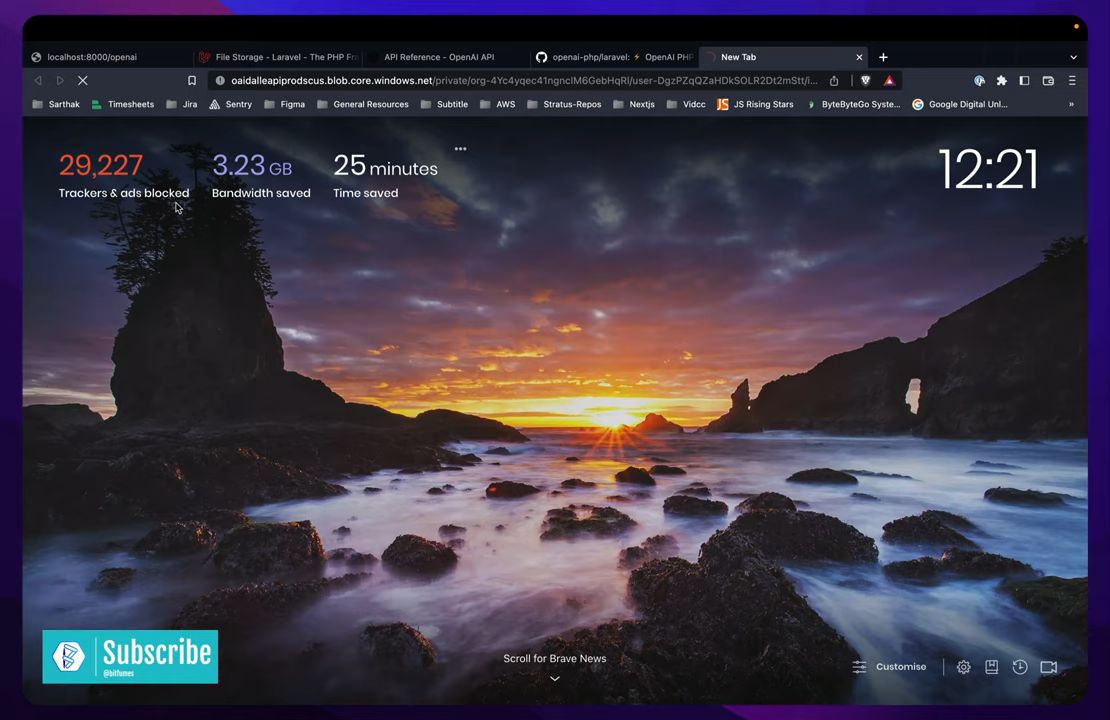 localhost:8000/openai
File Storage - Laravel - The PHP Fr
API Reference - OpenAI API
openai-php/laravel: ⚡ OpenAI PHP
New Tab
oaidalleapiprodscus.blob.core.windows.net/private/org-4Yc4yqec41ngnclM6GebHqRl/user-DgzPZqQZaHDkSOLR2Dt2mStt/i...
Sarthak
Timesheets
Jira
Sentry
Figma
General Resources
Subtitle
AWS
Stratus-Repos
Nextjs
Vidcc
JS Rising Stars
ByteByteGo Syste...
Google Digital Unl...
»
29,227
Trackers & ads blocked
3.23 GB
Bandwidth saved
25 minutes
Time saved
12:21
Subscribe
@bitfumes
Scroll for Brave News
Customise